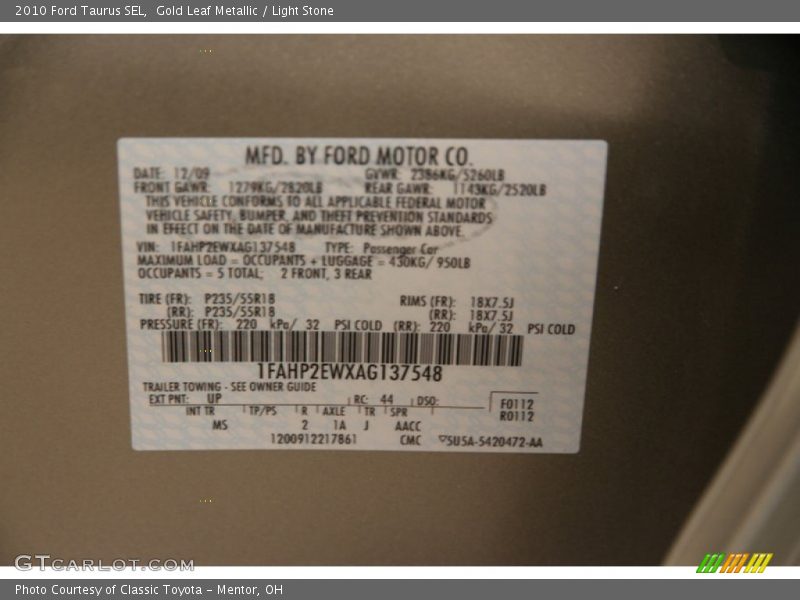 2010 Ford Taurus SEL,  Gold Leaf Metallic / Light Stone
MFD. BY FORD MOTOR CO.
DATE: 12/09 GVWR: 2386KG/5260LB
FRONT GAWR: 1279KG/2820LB REAR GAWR: 1143KG/2520LB
THIS VEHICLE CONFORMS TO ALL APPLICABLE FEDERAL MOTOR
VEHICLE SAFETY, BUMPER, AND THEFT PREVENTION STANDARDS
IN EFFECT ON THE DATE OF MANUFACTURE SHOWN ABOVE.
VIN: 1FAHP2EWXAG137548 TYPE: Passenger Car
MAXIMUM LOAD = OCCUPANTS + LUGGAGE = 430KG/ 950LB
OCCUPANTS = 5 TOTAL; 2 FRONT, 3 REAR
TIRE (FR): P235/55R18 RIMS (FR): 18X7.5J
(RR): P235/55R18 (RR): 18X7.5J
PRESSURE (FR): 220 kPa/ 32 PSI COLD (RR): 220 kPa/ 32 PSI COLD
1FAHP2EWXAG137548
TRAILER TOWING - SEE OWNER GUIDE
EXT PNT: UP RC: 44 DSO: F0112
INT TR TP/PS R AXLE TR SPR R0112
MS 2 1A J AACC
1200912217861 CMC ▽5U5A-5420472-AA
GTCARLOT.COM
Photo Courtesy of Classic Toyota - Mentor, OH